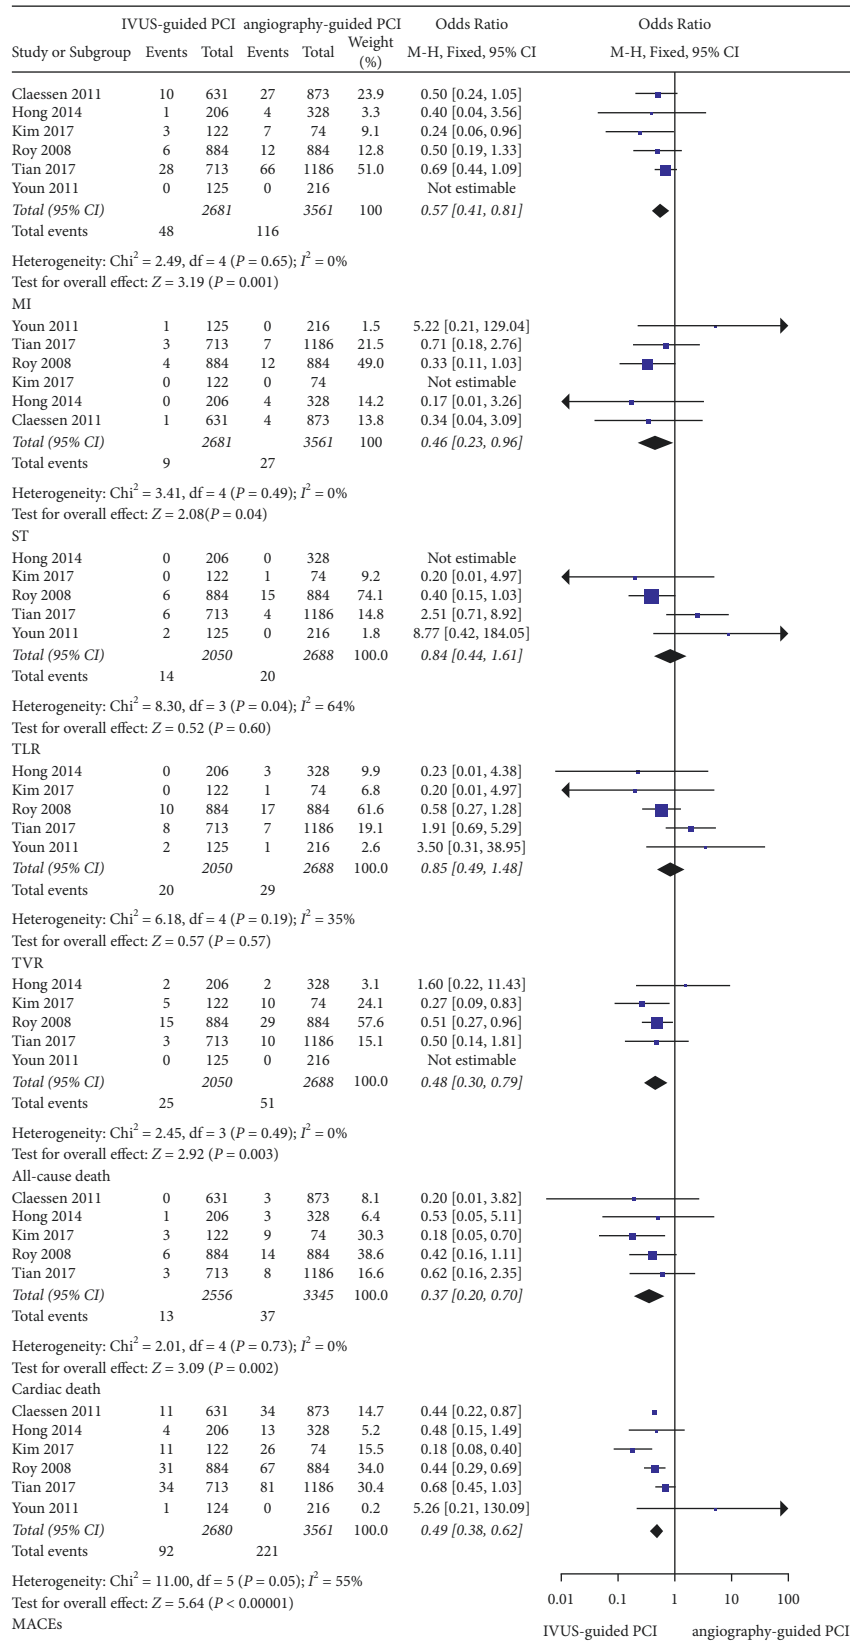 IVUS-guided PCI angiography-guided PCI Odds Ratio Odds Ratio
Study or Subgroup Events Total Events Total Weight (%) M-H, Fixed, 95% CI M-H, Fixed, 95% CI
Claessen 2011 10 631 27 873 23.9 0.50 [0.24, 1.05]
Hong 2014 1 206 4 328 3.3 0.40 [0.04, 3.56]
Kim 2017 3 122 7 74 9.1 0.24 [0.06, 0.96]
Roy 2008 6 884 12 884 12.8 0.50 [0.19, 1.33]
Tian 2017 28 713 66 1186 51.0 0.69 [0.44, 1.09]
Youn 2011 0 125 0 216 Not estimable
Total (95% CI) 2681 3561 100 0.57 [0.41, 0.81]
Total events 48 116
Heterogeneity: Chi² = 2.49, df = 4 (P = 0.65); I² = 0%
Test for overall effect: Z = 3.19 (P = 0.001)
MI
Youn 2011 1 125 0 216 1.5 5.22 [0.21, 129.04]
Tian 2017 3 713 7 1186 21.5 0.71 [0.18, 2.76]
Roy 2008 4 884 12 884 49.0 0.33 [0.11, 1.03]
Kim 2017 0 122 0 74 Not estimable
Hong 2014 0 206 4 328 14.2 0.17 [0.01, 3.26]
Claessen 2011 1 631 4 873 13.8 0.34 [0.04, 3.09]
Total (95% CI) 2681 3561 100 0.46 [0.23, 0.96]
Total events 9 27
Heterogeneity: Chi² = 3.41, df = 4 (P = 0.49); I² = 0%
Test for overall effect: Z = 2.08(P = 0.04)
ST
Hong 2014 0 206 0 328 Not estimable
Kim 2017 0 122 1 74 9.2 0.20 [0.01, 4.97]
Roy 2008 6 884 15 884 74.1 0.40 [0.15, 1.03]
Tian 2017 6 713 4 1186 14.8 2.51 [0.71, 8.92]
Youn 2011 2 125 0 216 1.8 8.77 [0.42, 184.05]
Total (95% CI) 2050 2688 100.0 0.84 [0.44, 1.61]
Total events 14 20
Heterogeneity: Chi² = 8.30, df = 3 (P = 0.04); I² = 64%
Test for overall effect: Z = 0.52 (P = 0.60)
TLR
Hong 2014 0 206 3 328 9.9 0.23 [0.01, 4.38]
Kim 2017 0 122 1 74 6.8 0.20 [0.01, 4.97]
Roy 2008 10 884 17 884 61.6 0.58 [0.27, 1.28]
Tian 2017 8 713 7 1186 19.1 1.91 [0.69, 5.29]
Youn 2011 2 125 1 216 2.6 3.50 [0.31, 38.95]
Total (95% CI) 2050 2688 100.0 0.85 [0.49, 1.48]
Total events 20 29
Heterogeneity: Chi² = 6.18, df = 4 (P = 0.19); I² = 35%
Test for overall effect: Z = 0.57 (P = 0.57)
TVR
Hong 2014 2 206 2 328 3.1 1.60 [0.22, 11.43]
Kim 2017 5 122 10 74 24.1 0.27 [0.09, 0.83]
Roy 2008 15 884 29 884 57.6 0.51 [0.27, 0.96]
Tian 2017 3 713 10 1186 15.1 0.50 [0.14, 1.81]
Youn 2011 0 125 0 216 Not estimable
Total (95% CI) 2050 2688 100.0 0.48 [0.30, 0.79]
Total events 25 51
Heterogeneity: Chi² = 2.45, df = 3 (P = 0.49); I² = 0%
Test for overall effect: Z = 2.92 (P = 0.003)
All-cause death
Claessen 2011 0 631 3 873 8.1 0.20 [0.01, 3.82]
Hong 2014 1 206 3 328 6.4 0.53 [0.05, 5.11]
Kim 2017 3 122 9 74 30.3 0.18 [0.05, 0.70]
Roy 2008 6 884 14 884 38.6 0.42 [0.16, 1.11]
Tian 2017 3 713 8 1186 16.6 0.62 [0.16, 2.35]
Total (95% CI) 2556 3345 100.0 0.37 [0.20, 0.70]
Total events 13 37
Heterogeneity: Chi² = 2.01, df = 4 (P = 0.73); I² = 0%
Test for overall effect: Z = 3.09 (P = 0.002)
Cardiac death
Claessen 2011 11 631 34 873 14.7 0.44 [0.22, 0.87]
Hong 2014 4 206 13 328 5.2 0.48 [0.15, 1.49]
Kim 2017 11 122 26 74 15.5 0.18 [0.08, 0.40]
Roy 2008 31 884 67 884 34.0 0.44 [0.29, 0.69]
Tian 2017 34 713 81 1186 30.4 0.68 [0.45, 1.03]
Youn 2011 1 124 0 216 0.2 5.26 [0.21, 130.09]
Total (95% CI) 2680 3561 100.0 0.49 [0.38, 0.62]
Total events 92 221
Heterogeneity: Chi² = 11.00, df = 5 (P = 0.05); I² = 55%
Test for overall effect: Z = 5.64 (P < 0.00001)
MACEs
0.01 0.1 1 10 100
IVUS-guided PCI angiography-guided PCI